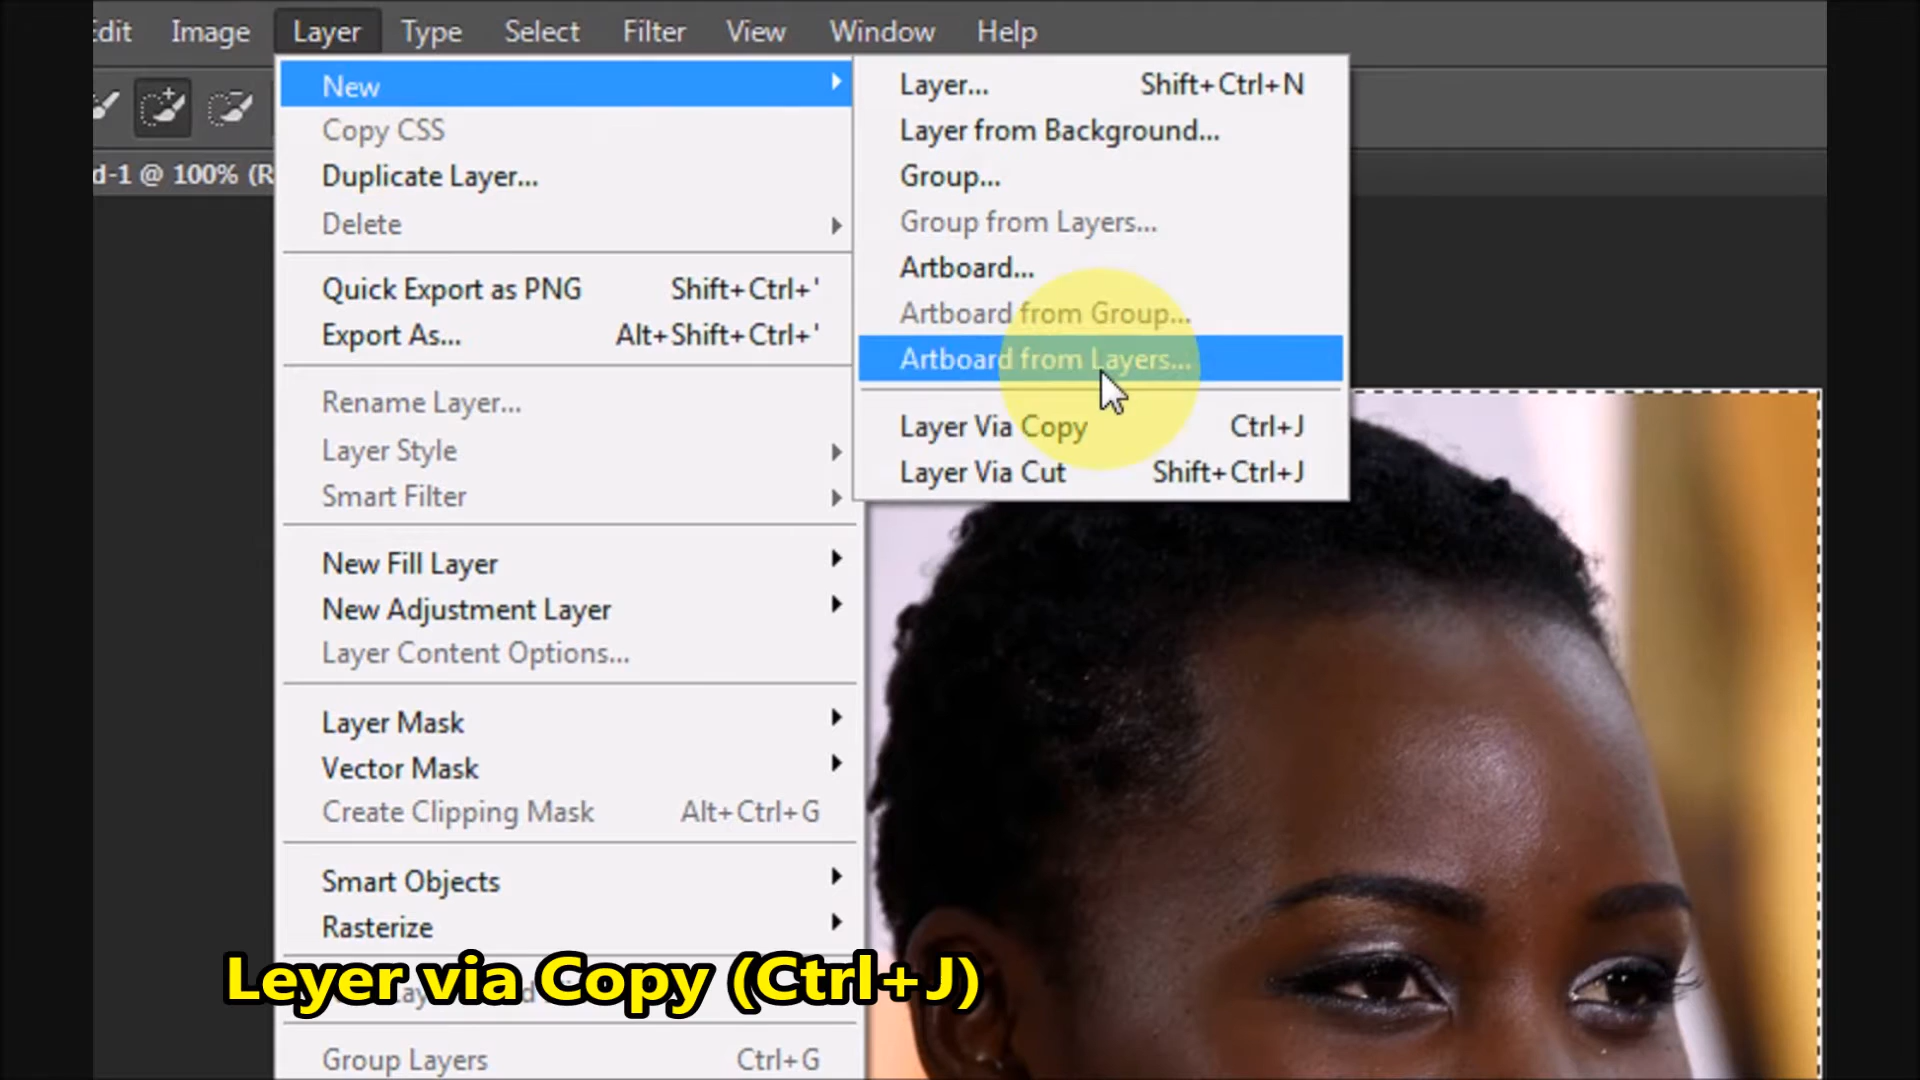 dit Image Layer Type Select Filter View Window Help
d-1 @ 100% (R
New
Copy CSS
Duplicate Layer...
Delete
Quick Export as PNG Shift+Ctrl+'
Export As... Alt+Shift+Ctrl+'
Rename Layer...
Layer Style
Smart Filter
New Fill Layer
New Adjustment Layer
Layer Content Options...
Layer Mask
Vector Mask
Create Clipping Mask Alt+Ctrl+G
Smart Objects
Rasterize
Group Layers Ctrl+G
Layer... Shift+Ctrl+N
Layer from Background...
Group...
Group from Layers...
Artboard...
Artboard from Group...
Artboard from Layers...
Layer Via Copy Ctrl+J
Layer Via Cut Shift+Ctrl+J
Leyer via Copy (Ctrl+J)